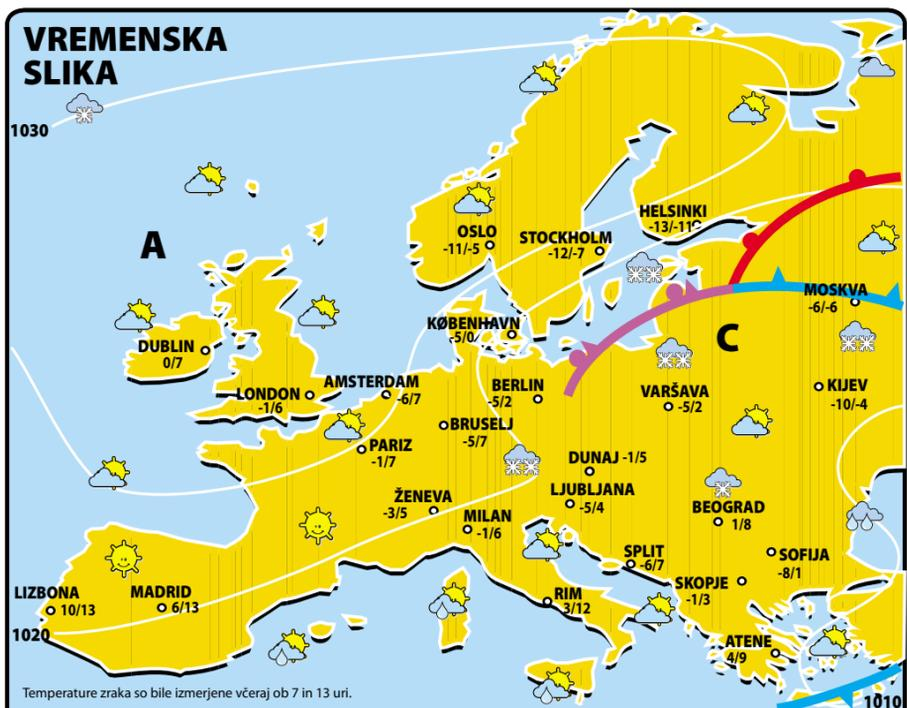 VREMENSKA
SLIKA
1030
A
OSLO
-11/-5
STOCKHOLM
-12/-7
HELSINKI
-13/-11
MOSKVA
-6/-6
C
DUBLIN
0/7
KØBENHAVN
-5/0
LONDON
-1/6
AMSTERDAM
-6/7
BERLIN
-5/2
VARŠAVA
-5/2
KIJEV
-10/-4
BRUSELJ
-5/7
PARIZ
-1/7
DUNAJ -1/5
ŽENEVA
-3/5
LJUBLJANA
-5/4
MILAN
-1/6
BEOGRAD
1/8
SPLIT
-6/7
SOFIJA
-8/1
SKOPJE
-1/3
LIZBONA
10/13
MADRID
6/13
RIM
3/12
1020
ATENE
4/9
Temperature zraka so bile izmerjene včeraj ob 7 in 13 uri.
1010